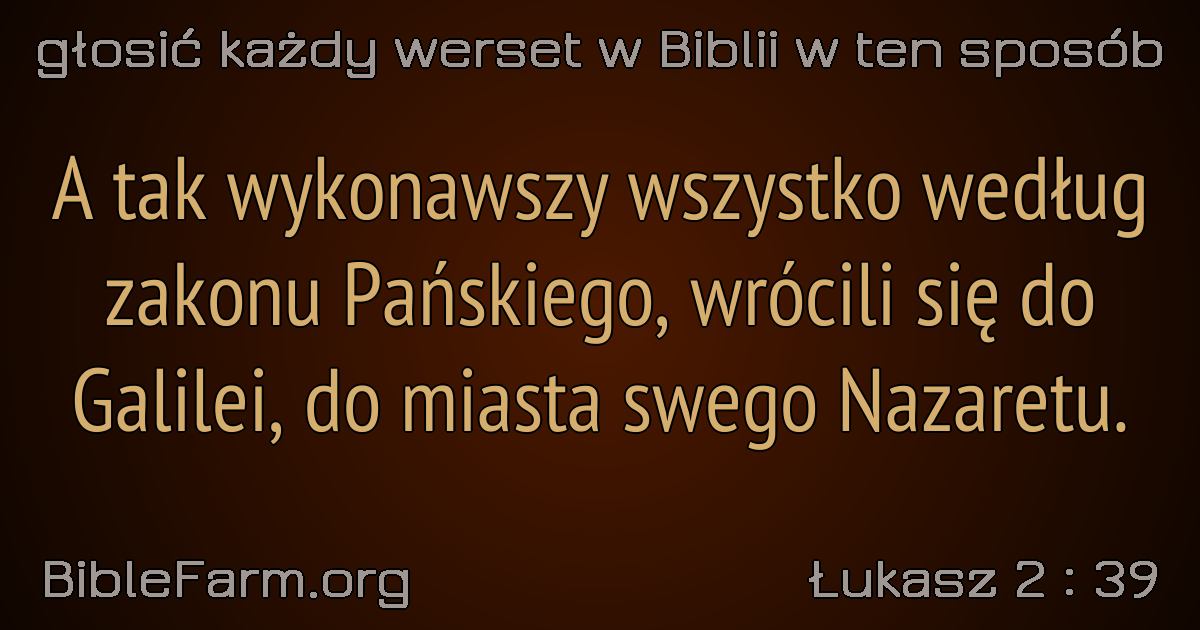 głosić każdy werset w Biblii w ten sposób
A tak wykonawszy wszystko według
zakonu Pańskiego, wrócili się do
Galilei, do miasta swego Nazaretu.
BibleFarm.org
Łukasz 2 : 39